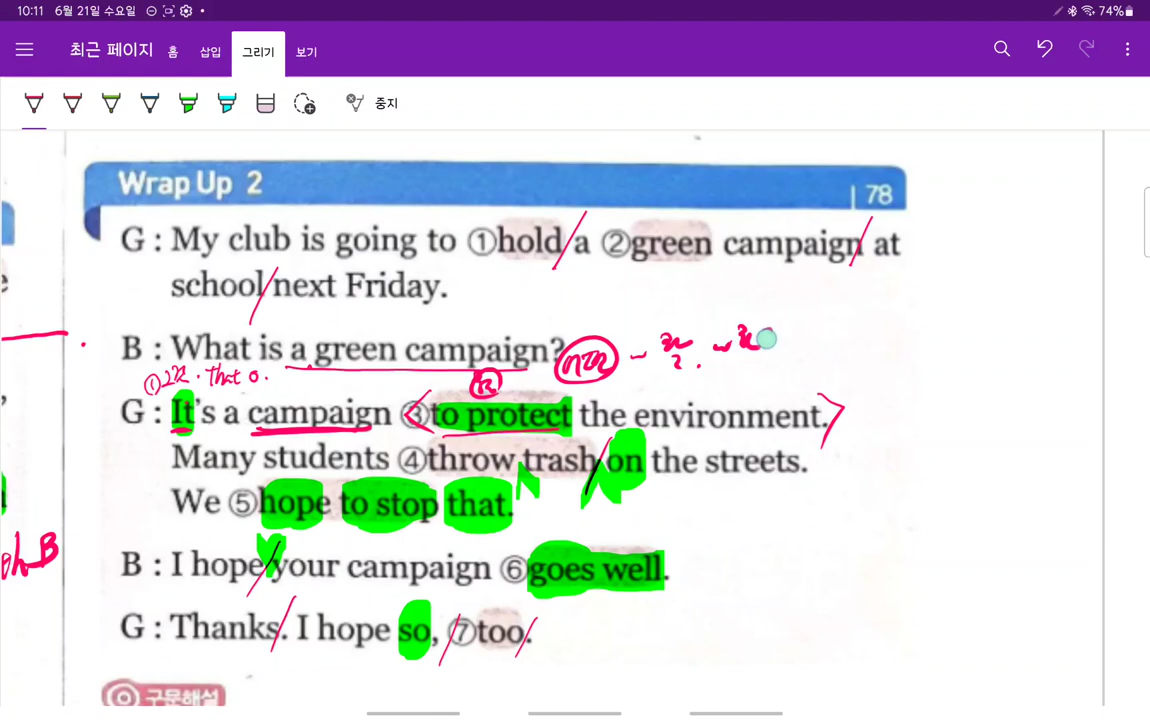 10:11 6월 21일 수요일 74%
최근 페이지 홈 삽입 그리기 보기
중지
Wrap Up 2 78
G : My club is going to ①hold a ②green campaign at
school next Friday.
B : What is a green campaign?
That
G : It's a campaign ③to protect the environment.
Many students ④throw trash on the streets.
We ⑤hope to stop that.
B : I hope your campaign ⑥goes well.
G : Thanks. I hope so, ⑦too.
구문해설